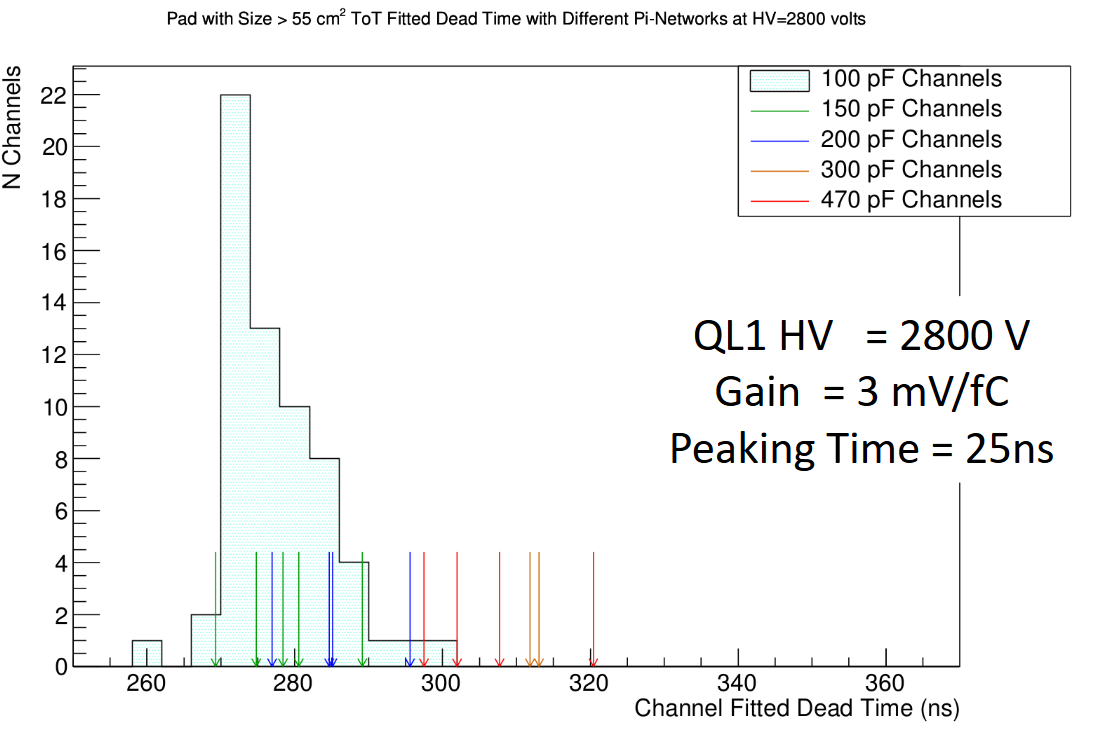 Pad with Size > 55 cm² ToT Fitted Dead Time with Different Pi-Networks at HV=2800 volts
N Channels
22
20
18
16
14
12
10
8
6
4
2
0
100 pF Channels
150 pF Channels
200 pF Channels
300 pF Channels
470 pF Channels
QL1 HV = 2800 V
Gain = 3 mV/fC
Peaking Time = 25ns
260 280 300 320 340 360
Channel Fitted Dead Time (ns)